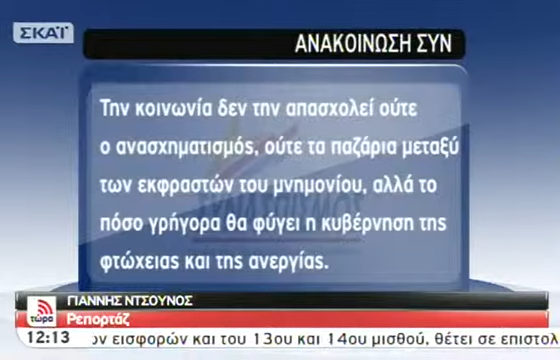 ΣΚΑΪ
ΑΝΑΚΟΙΝΩΣΗ ΣΥΝ
Την κοινωνία δεν την απασχολεί ούτε
ο ανασχηματισμός, ούτε τα παζάρια μεταξύ
των εκφραστών του μνημονίου, αλλά το
πόσο γρήγορα θα φύγει η κυβέρνηση της
φτώχειας και της ανεργίας.
ΣΥΝΑΣΠΙΣΜΟΣ
ΓΙΑΝΝΗΣ ΝΤΣΟΥΝΟΣ
τώρα
Ρεπορτάζ
12:13 ων εισφορών και του 13ου και 14ου μισθού, θέτει σε επιστολ